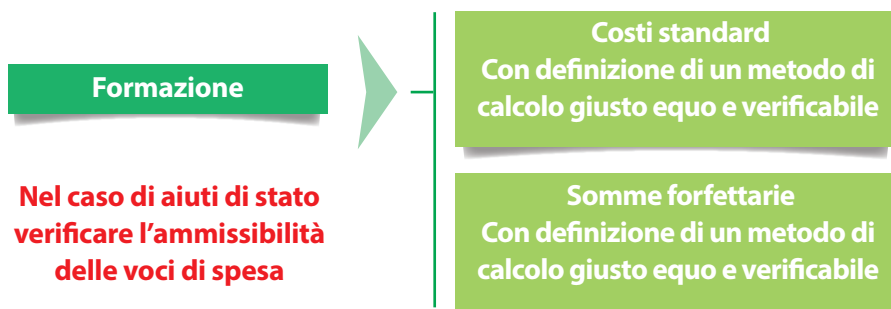 Formazione
Nel caso di aiuti di stato
verificare l’ammissibilità
delle voci di spesa
Costi standard
Con definizione di un metodo di
calcolo giusto equo e verificabile
Somme forfettarie
Con definizione di un metodo di
calcolo giusto equo e verificabile